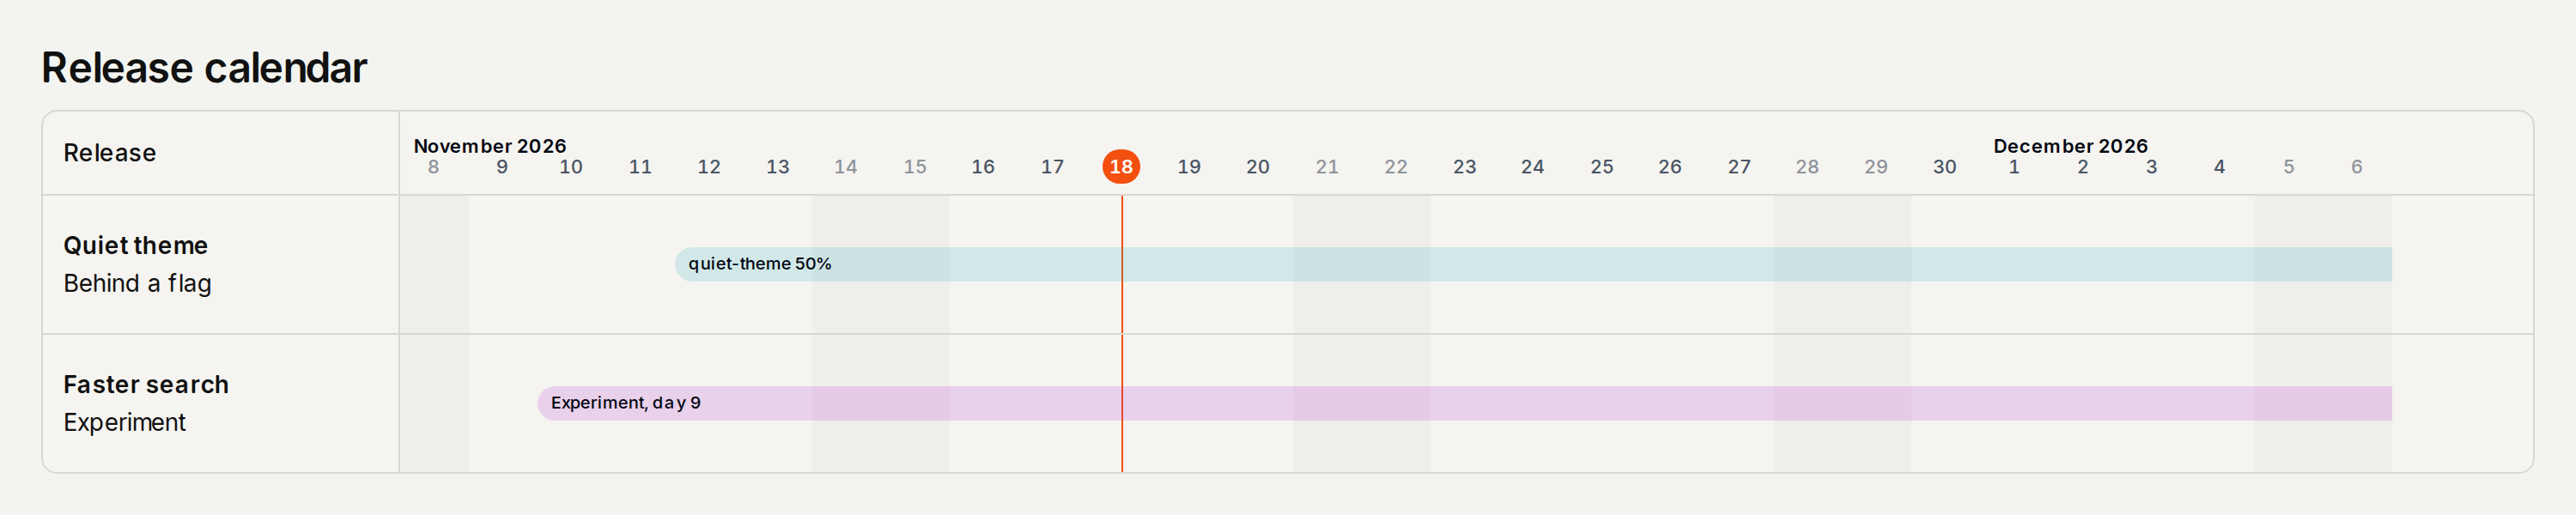 Release calendar
Release
November 2026 December 2026
8 9 10 11 12 13 14 15 16 17 18 19 20 21 22 23 24 25 26 27 28 29 30 1 2 3 4 5 6
Quiet theme
Behind a flag
quiet-theme 50%
Faster search
Experiment
Experiment, day 9